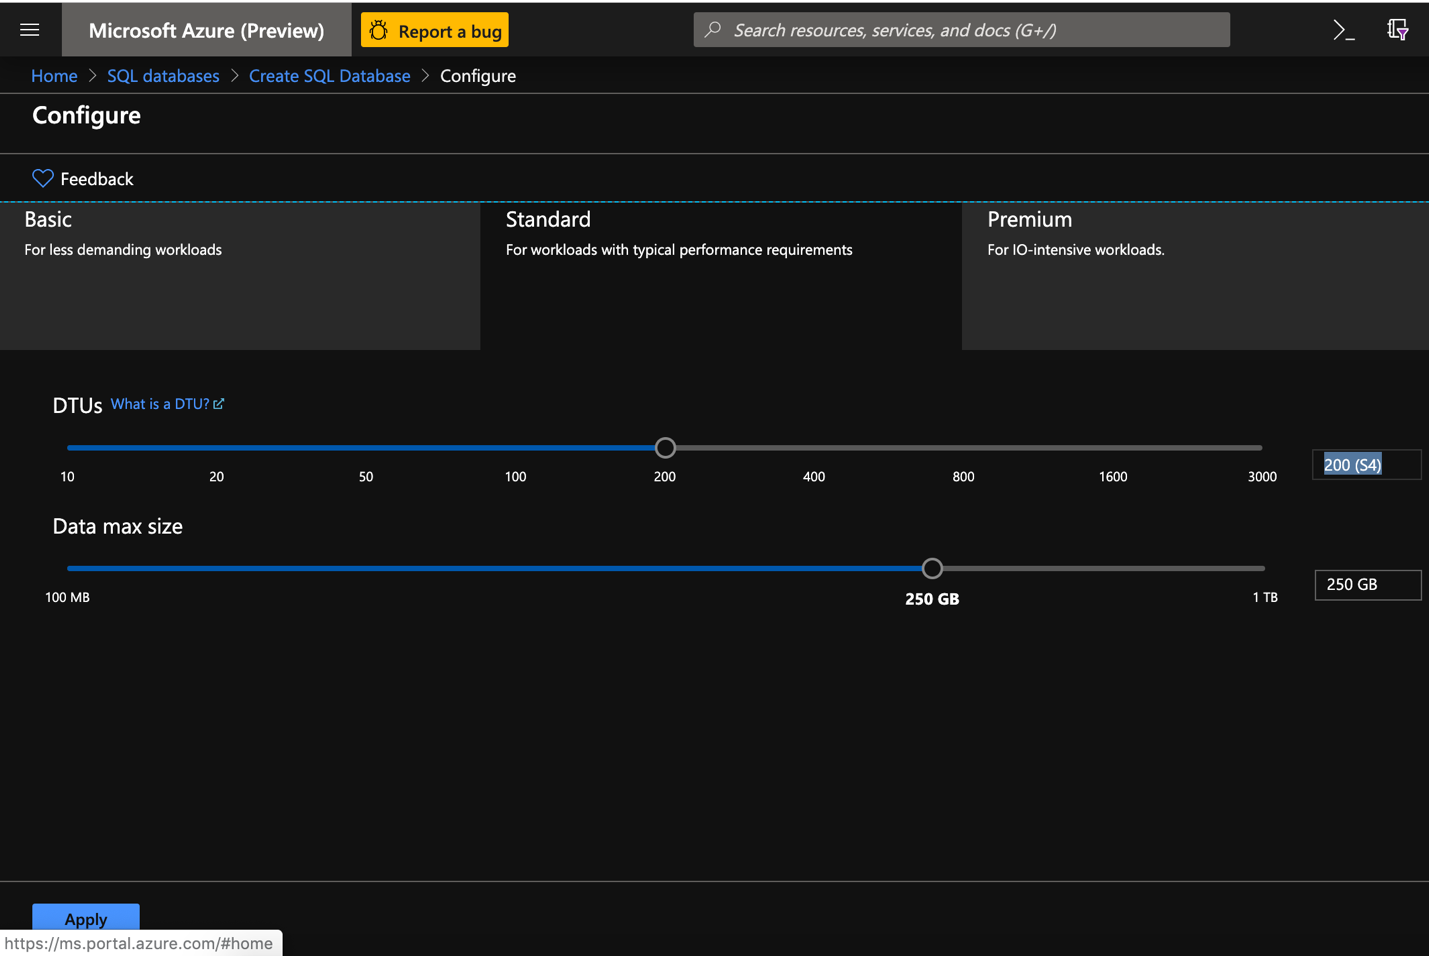 Microsoft Azure (Preview)
Report a bug
Search resources, services, and docs (G+/)
Home > SQL databases > Create SQL Database > Configure
Configure
Feedback
Basic
For less demanding workloads
Standard
For workloads with typical performance requirements
Premium
For IO-intensive workloads.
DTUs What is a DTU?
10 20 50 100 200 400 800 1600 3000
200 (S4)
Data max size
100 MB 250 GB 1 TB
250 GB
Apply
https://ms.portal.azure.com/#home